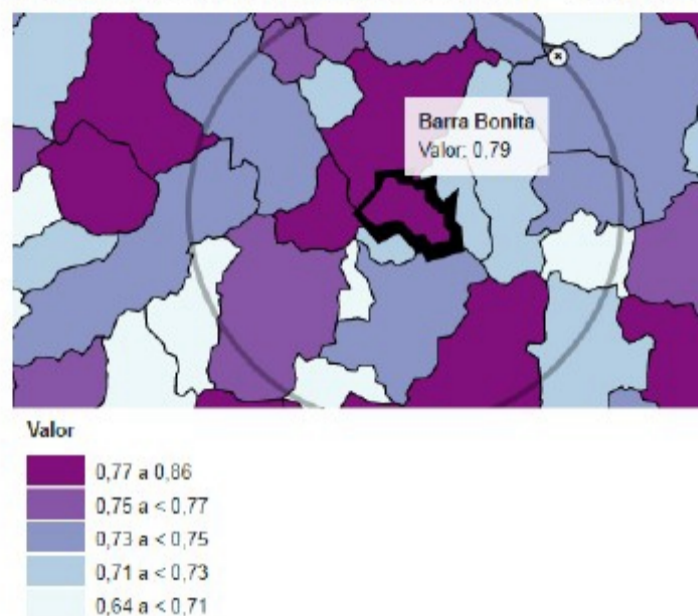 Barra Bonita
Valor: 0,79
Valor
0,77 a 0,86
0,75 a < 0,77
0,73 a < 0,75
0,71 a < 0,73
0,64 a < 0,71